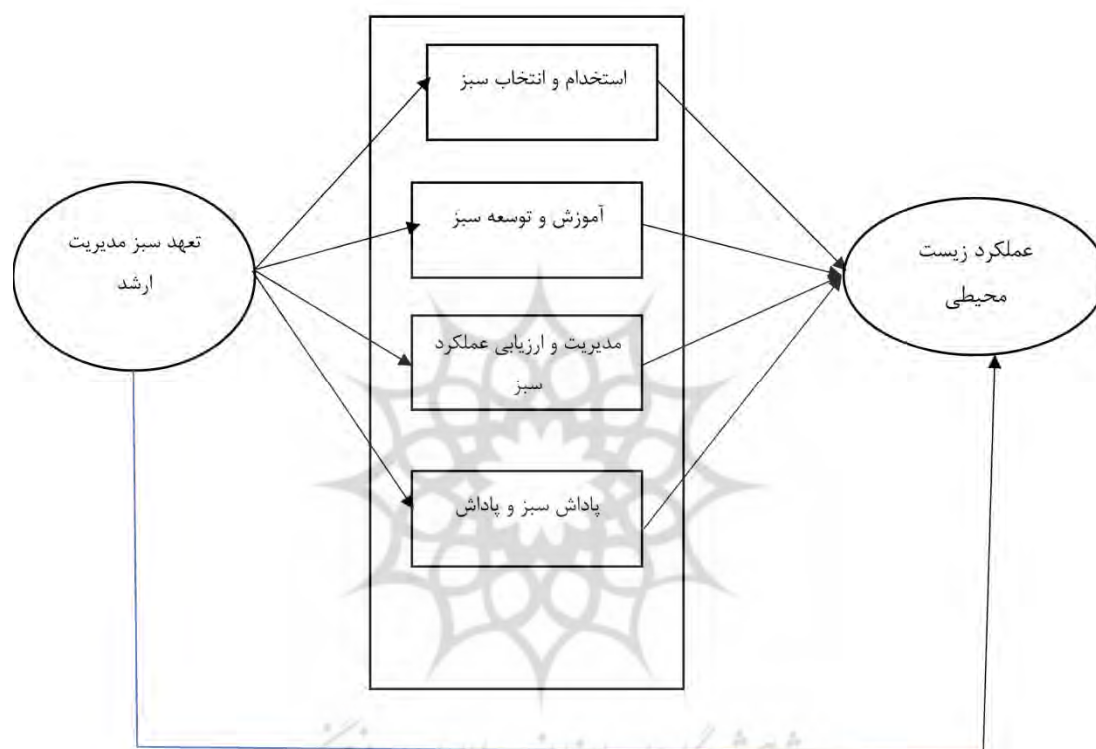 استخدام و انتخاب سبز
آموزش و توسعه سبز
تعهد سبز مدیریت
ارشد
عملکرد زیست
محیطی
مدیریت و ارزیابی عملکرد
سبز
پاداش سبز و پاداش